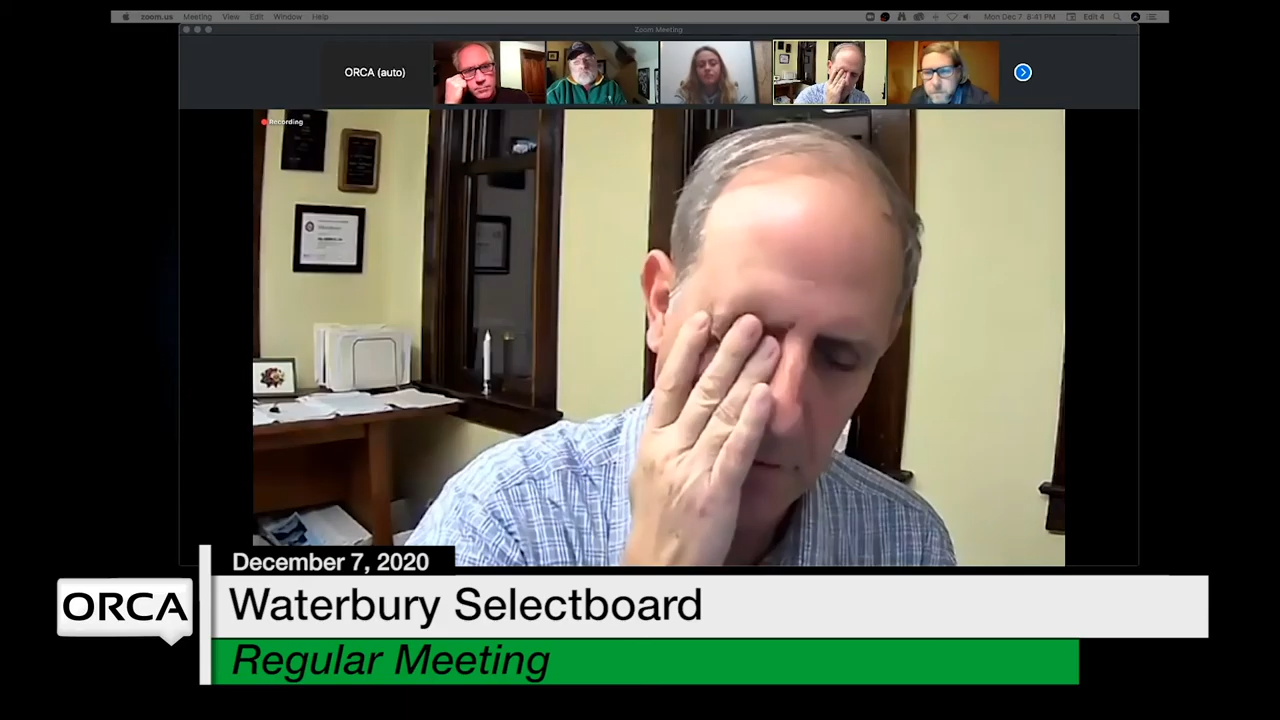 zoom.us Meeting View Edit Window Help
Mon Dec 7 8:41 PM Edit 4
Zoom Meeting
ORCA (auto)
Recording
December 7, 2020
ORCA
Waterbury Selectboard
Regular Meeting